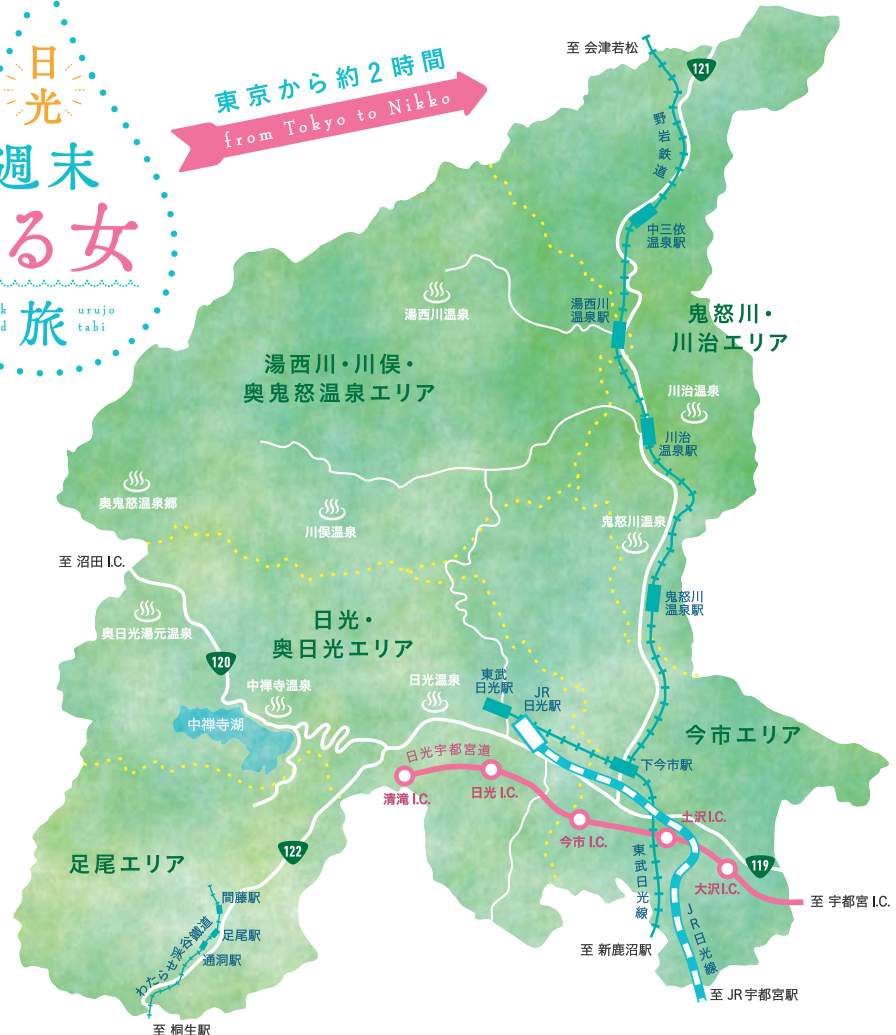 日光
週末
る女
旅
urujo
tabi
東京から約2時間
from Tokyo to Nikko
至 会津若松
121
野岩鉄道
中三依
温泉駅
湯西川
温泉駅
湯西川温泉
鬼怒川・
川治エリア
湯西川・川俣・
奥鬼怒温泉エリア
川治温泉
川治
温泉駅
奥鬼怒温泉郷
川俣温泉
鬼怒川温泉
至 沼田 I.C.
鬼怒川
温泉駅
奥日光湯元温泉
日光・
奥日光エリア
120
中禅寺温泉
日光温泉
東武
日光駅
JR
日光駅
中禅寺湖
今市エリア
日光宇都宮道
下今市駅
清滝 I.C.
日光 I.C.
今市 I.C.
土沢 I.C.
大沢I.C.
119
122
足尾エリア
東武日光線
JR日光線
間藤駅
足尾駅
通洞駅
わたらせ渓谷鐵道
至 宇都宮 I.C.
至 新鹿沼駅
至 JR宇都宮駅
至 桐生駅